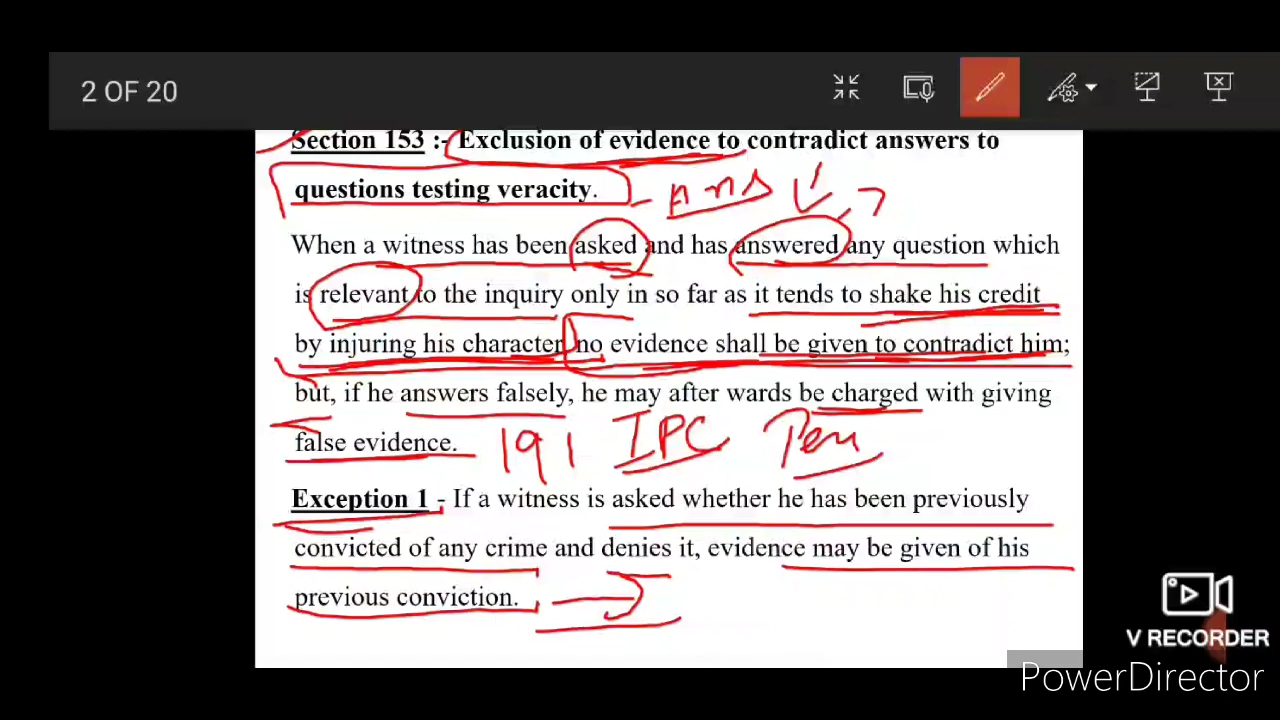 2 OF 20
Section 153 :- Exclusion of evidence to contradict answers to
questions testing veracity.
Ans
When a witness has been asked and has answered any question which
is relevant to the inquiry only in so far as it tends to shake his credit
by injuring his character no evidence shall be given to contradict him;
but, if he answers falsely, he may after wards be charged with giving
false evidence.
191 IPC
Exception 1 - If a witness is asked whether he has been previously
convicted of any crime and denies it, evidence may be given of his
previous conviction.
V RECORDER
PowerDirector